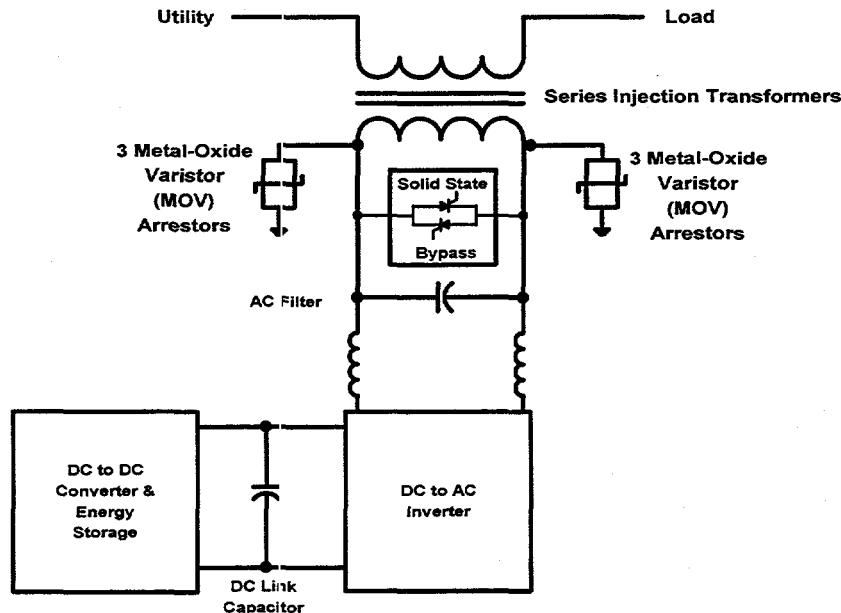 Utility
Load
Series Injection Transformers
3 Metal-Oxide
Varistor
(MOV)
Arrestors
3 Metal-Oxide
Varistor
(MOV)
Arrestors
Solid State
Bypass
AC Filter
DC to DC
Converter &
Energy
Storage
DC to AC
Inverter
DC Link
Capacitor